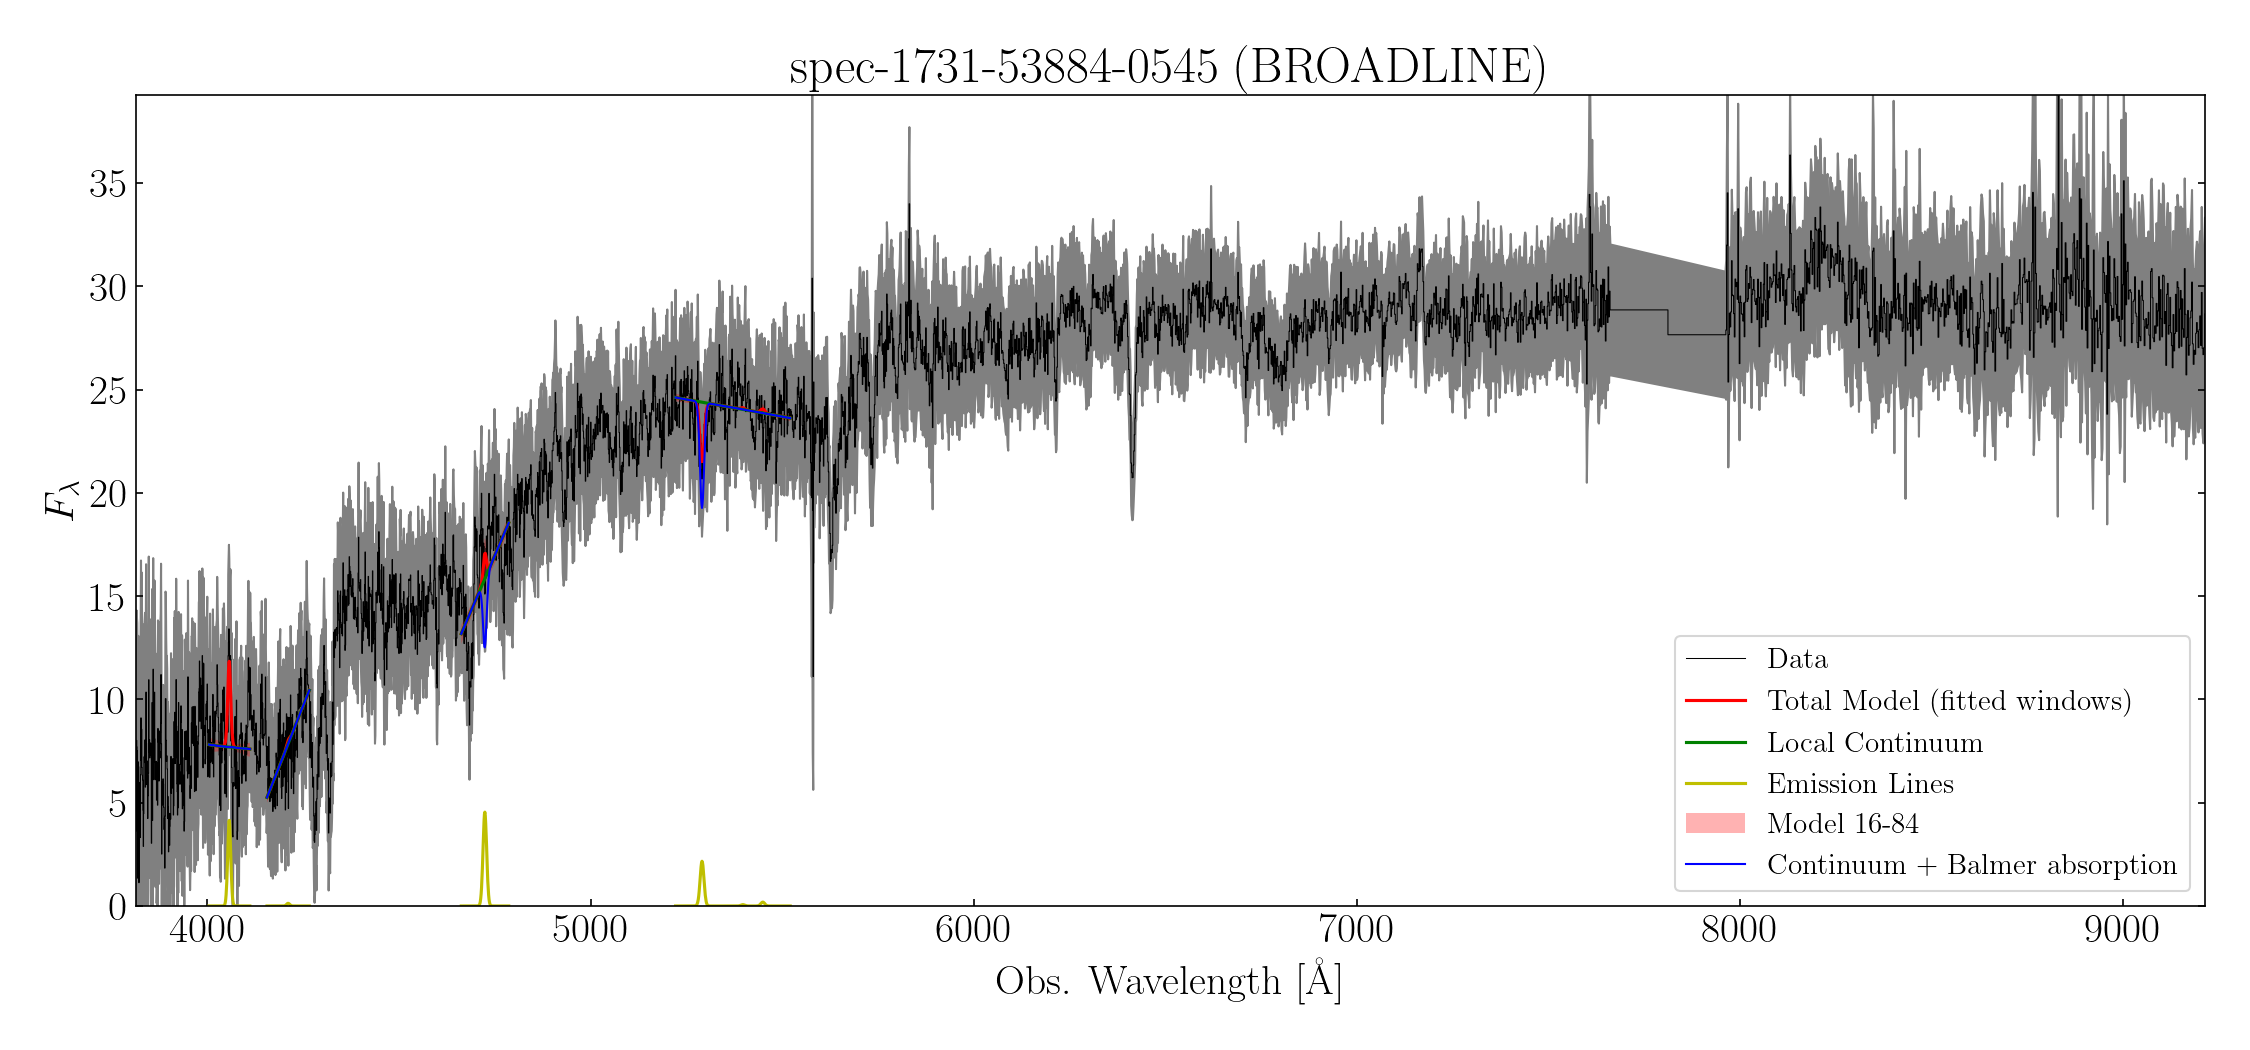 spec-1731-53884-0545 (BROADLINE)
35
30
25
20
15
10
5
0
Fλ
4000 5000 6000 7000 8000 9000
Obs. Wavelength [Å]
Data
Total Model (fitted windows)
Local Continuum
Emission Lines
Model 16-84
Continuum + Balmer absorption